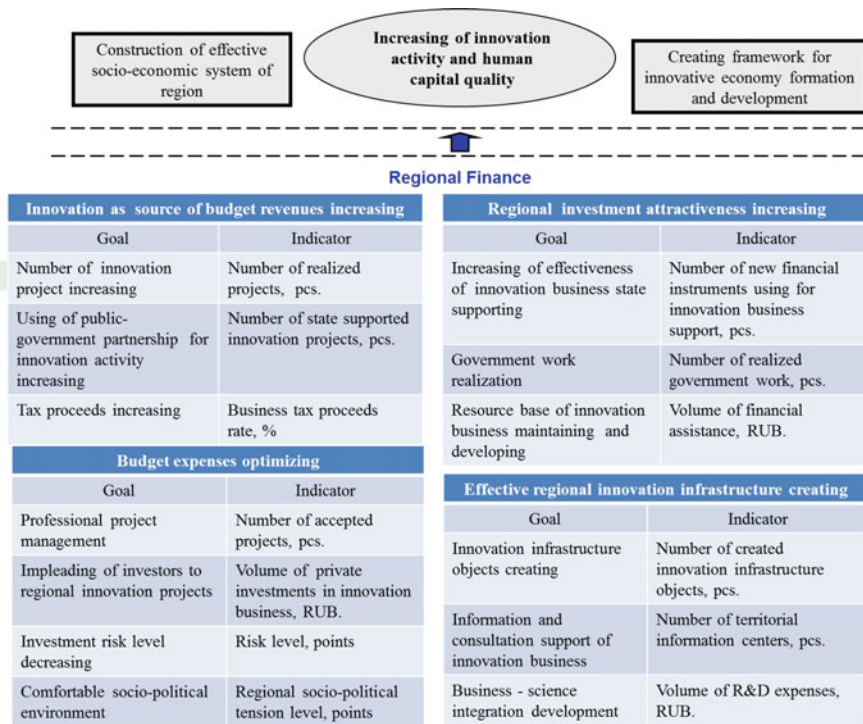 Construction of effective
socio-economic system of
region
Increasing of innovation
activity and human
capital quality
Creating framework for
innovative economy formation
and development
Regional Finance
Innovation as source of budget revenues increasing
Goal Indicator
Number of innovation Number of realized
project increasing projects, pcs.
Using of public- Number of state supported
government partnership for innovation projects, pcs.
innovation activity
increasing
Tax proceeds increasing Business tax proceeds
rate, %
Budget expenses optimizing
Goal Indicator
Professional project Number of accepted
management projects, pcs.
Impleading of investors to Volume of private
regional innovation projects investments in innovation
business, RUB.
Investment risk level Risk level, points
decreasing
Comfortable socio-political Regional socio-political
environment tension level, points
Regional investment attractiveness increasing
Goal Indicator
Increasing of effectiveness Number of new financial
of innovation business state instruments using for
supporting innovation business
support, pcs.
Government work Number of realized
realization government work, pcs.
Resource base of innovation Volume of financial
business maintaining and assistance, RUB.
developing
Effective regional innovation infrastructure creating
Goal Indicator
Innovation infrastructure Number of created
objects creating innovation infrastructure
objects, pcs.
Information and Number of territorial
consultation support of information centers, pcs.
innovation business
Business - science Volume of R&D expenses,
integration development RUB.